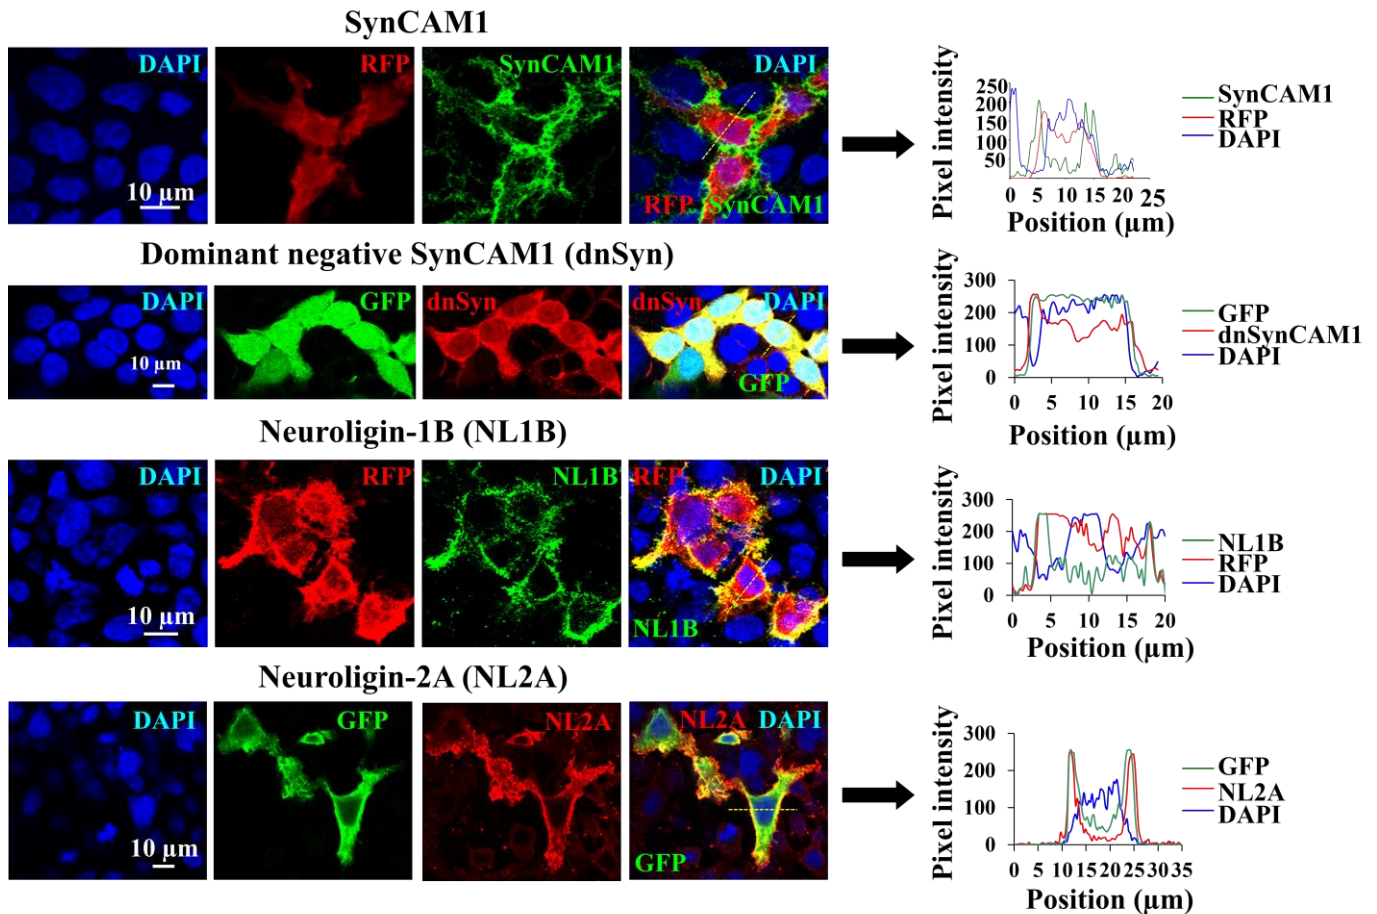 SynCAM1
DAPI
RFP
SynCAM1
DAPI
10 µm
RFP
SynCAM1
Pixel intensity
250
200
150
100
50
0 5 10 15 25
Position (µm)
SynCAM1
RFP
DAPI
Dominant negative SynCAM1 (dnSyn)
DAPI
GFP
dnSyn
dnSyn
DAPI
10 µm
GFP
Pixel intensity
300
200
100
0
0 5 10 15 20
Position (µm)
GFP
dnSynCAM1
DAPI
Neuroligin-1B (NL1B)
DAPI
RFP
NL1B
RFP
DAPI
10 µm
NL1B
Pixel intensity
300
200
100
0
0 5 10 15 20
Position (µm)
NL1B
RFP
DAPI
Neuroligin-2A (NL2A)
DAPI
GFP
NL2A
NL2A
DAPI
10 µm
GFP
Pixel intensity
300
200
100
0
0 5 10 15 20 25 30 35
Position (µm)
GFP
NL2A
DAPI